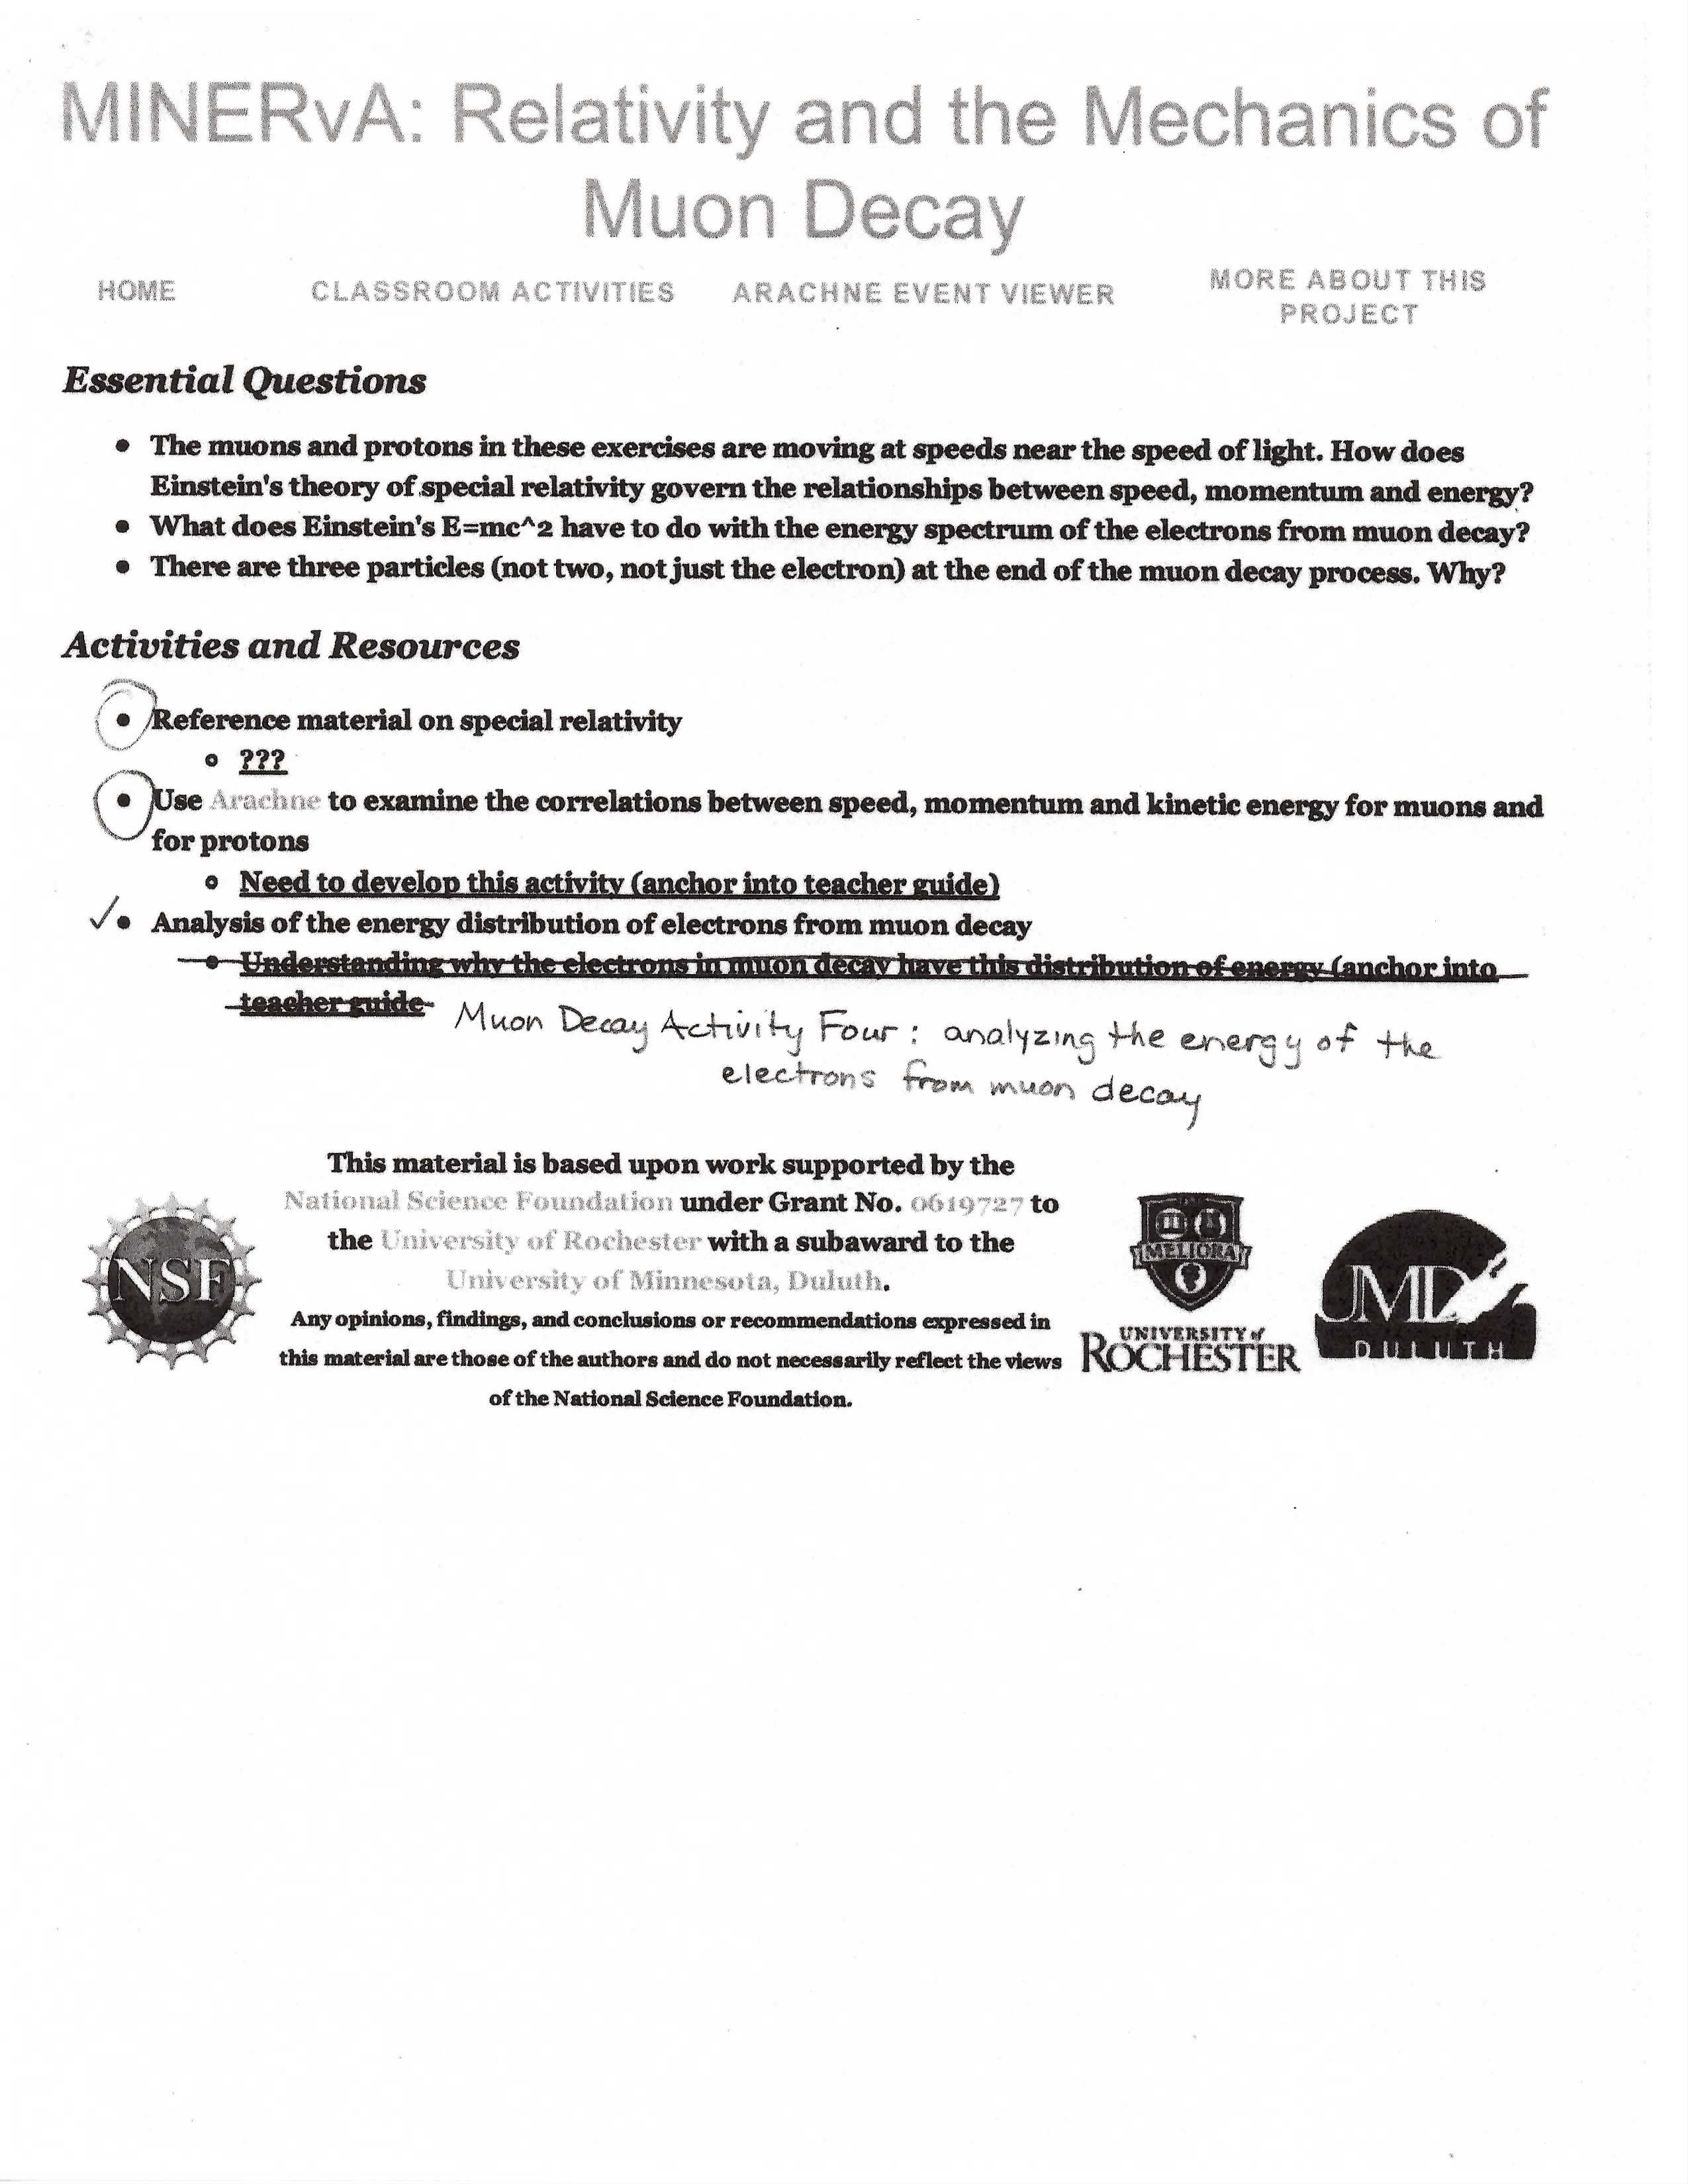 MINERvA: Relativity and the Mechanics of
Muon Decay
HOME CLASSROOM ACTIVITIES ARACHNE EVENT VIEWER MORE ABOUT THIS PROJECT
Essential Questions
• The muons and protons in these exercises are moving at speeds near the speed of light. How does
Einstein's theory of special relativity govern the relationships between speed, momentum and energy?
• What does Einstein's E=mc^2 have to do with the energy spectrum of the electrons from muon decay?
• There are three particles (not two, not just the electron) at the end of the muon decay process. Why?
Activities and Resources
• Reference material on special relativity
◦ ???
• Use Arachne to examine the correlations between speed, momentum and kinetic energy for muons and
for protons
◦ Need to develop this activity (anchor into teacher guide)
✓• Analysis of the energy distribution of electrons from muon decay
◦ Understanding why the electrons in muon decay have this distribution of energy (anchor into
teacher guide
Muon Decay Activity Four: analyzing the energy of the
electrons from muon decay
This material is based upon work supported by the
National Science Foundation under Grant No. 0619727 to
the University of Rochester with a subaward to the
University of Minnesota, Duluth.
Any opinions, findings, and conclusions or recommendations expressed in
this material are those of the authors and do not necessarily reflect the views
of the National Science Foundation.
NSF
MELIORA
UNIVERSITY of
ROCHESTER
UMD
DULUTH